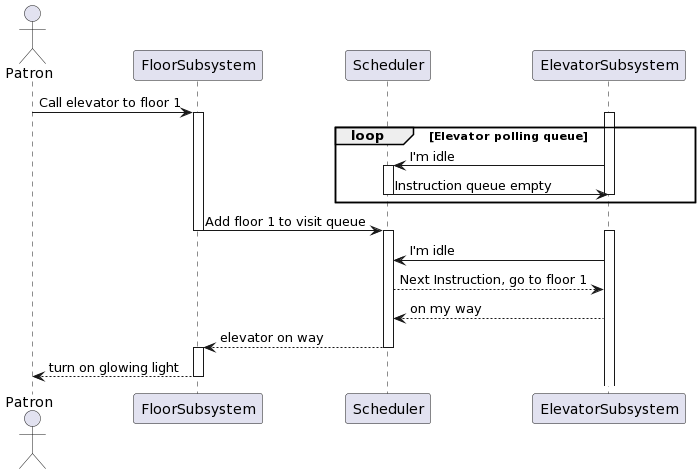 Patron
FloorSubsystem
Scheduler
ElevatorSubsystem
Call elevator to floor 1
loop
[Elevator polling queue]
I'm idle
Instruction queue empty
Add floor 1 to visit queue
I'm idle
Next Instruction, go to floor 1
on my way
elevator on way
turn on glowing light
Patron
FloorSubsystem
Scheduler
ElevatorSubsystem